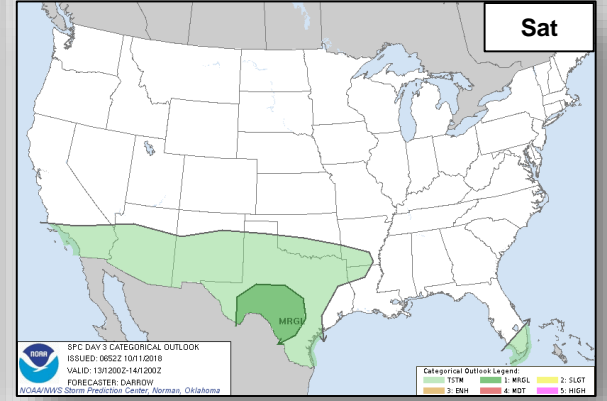 Sat
MRGL
NOAA
SPC DAY 3 CATEGORICAL OUTLOOK
ISSUED: 0652Z 10/11/2018
VALID: 13/1200Z-14/1200Z
FORECASTER: DARROW
NOAA/NWS Storm Prediction Center, Norman, Oklahoma
Categorical Outlook Legend:
TSTM 1: MRGL 2: SLGT
3: ENH 4: MDT 5: HIGH